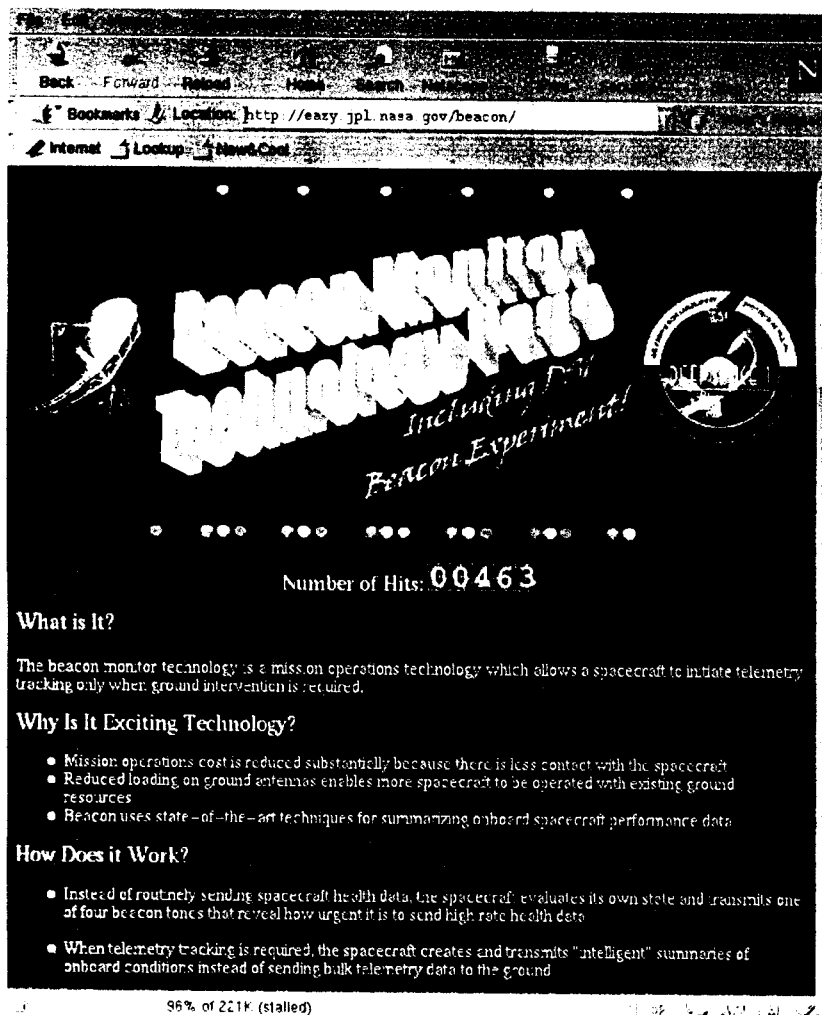 File Edit
Back Forward Reload Home Search
Bookmarks Location: http://eazy.jpl.nasa.gov/beacon/
Internet Lookup New&Cool
Beacon Monitor
Technology Page
Including DS1
Beacon Experiment!
Number of Hits: 00463
What is It?
The beacon monitor technology is a mission operations technology which allows a spacecraft to initiate telemetry
tracking only when ground intervention is required.
Why Is It Exciting Technology?
Mission operations cost is reduced substantially because there is less contact with the spacecraft
Reduced loading on ground antennas enables more spacecraft to be operated with existing ground
resources
Beacon uses state-of-the-art techniques for summarizing onboard spacecraft performance data
How Does it Work?
Instead of routinely sending spacecraft health data, the spacecraft evaluates its own state and transmits one
of four beacon tones that reveal how urgent it is to send high rate health data
When telemetry tracking is required, the spacecraft creates and transmits "intelligent" summaries of
onboard conditions instead of sending bulk telemetry data to the ground
96% of 221K (stalled)